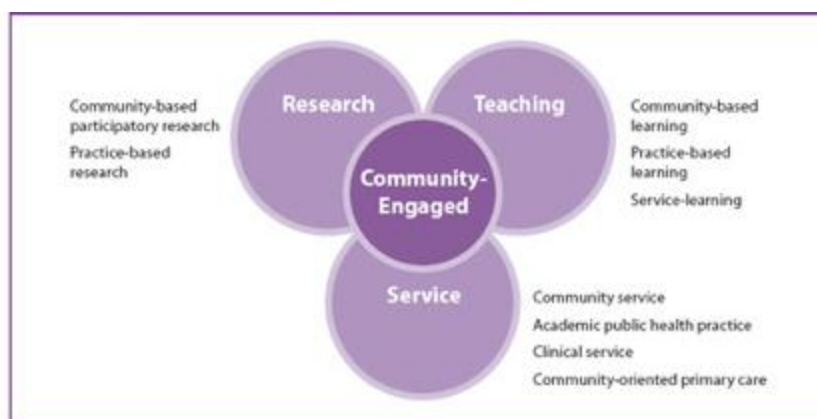 Research
Teaching
Community-based
participatory research
Practice-based
research
Community-
Engaged
Community-based
learning
Practice-based
learning
Service-learning
Service
Community service
Academic public health practice
Clinical service
Community-oriented primary care